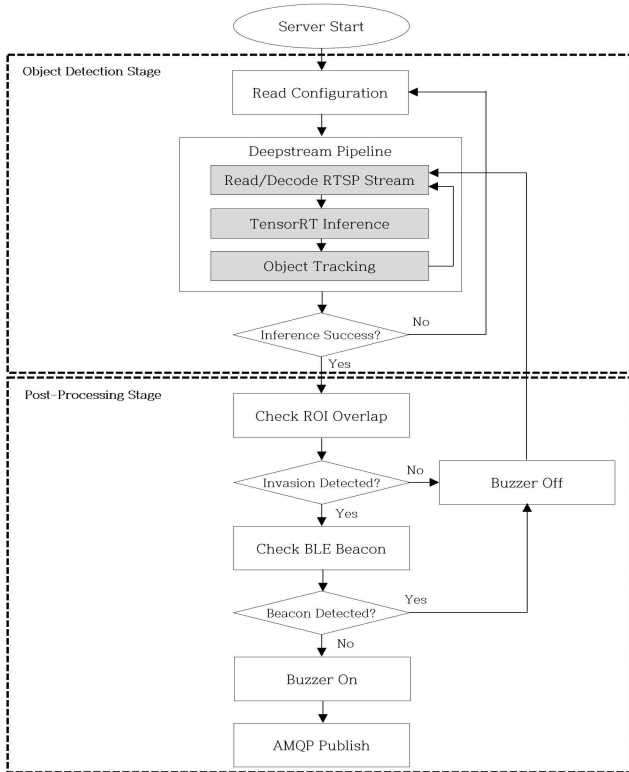 Server Start
Object Detection Stage
Read Configuration
Deepstream Pipeline
Read/Decode RTSP Stream
TensorRT Inference
Object Tracking
Inference Success?
No
Yes
Post-Processing Stage
Check ROI Overlap
Invasion Detected?
No
Buzzer Off
Yes
Check BLE Beacon
Beacon Detected?
Yes
No
Buzzer On
AMQP Publish